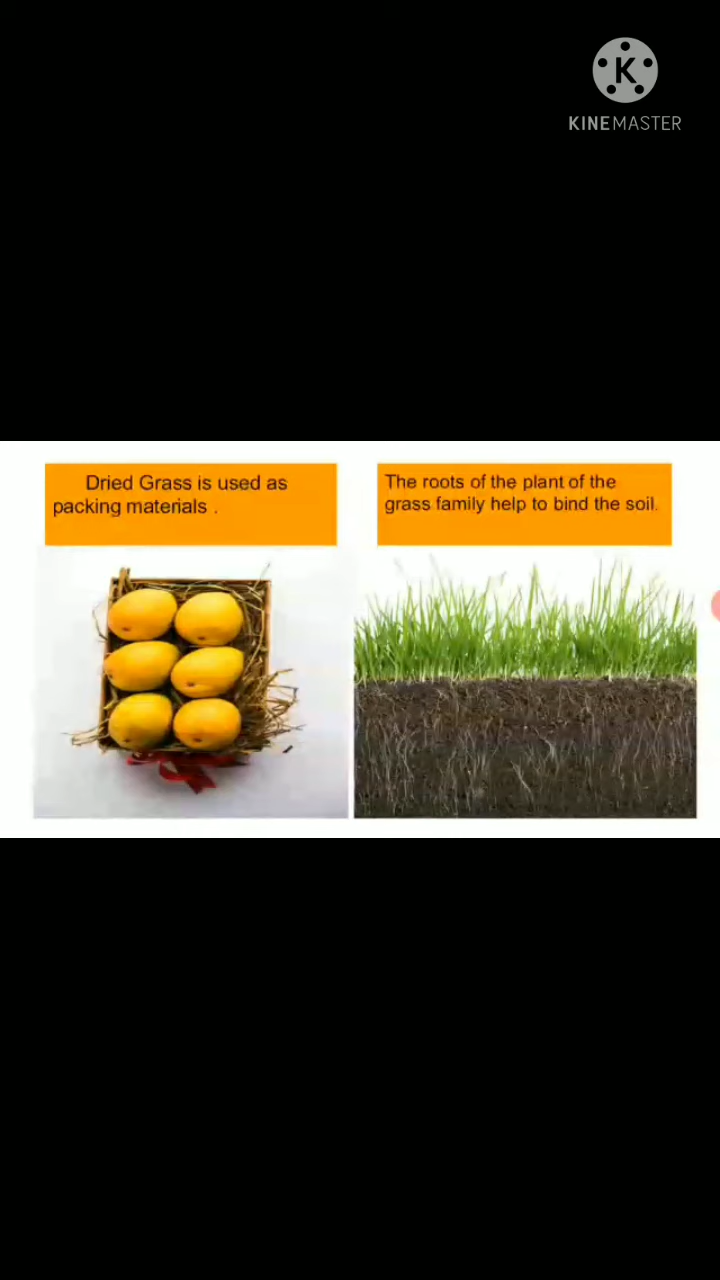 KINEMASTER
Dried Grass is used as
packing materials .
The roots of the plant of the
grass family help to bind the soil.